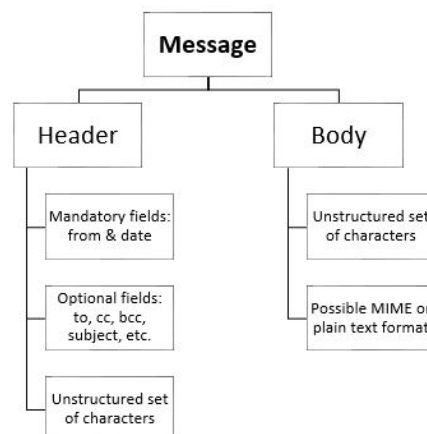 Message
Header
Body
Mandatory fields:
from & date
Unstructured set
of characters
Optional fields:
to, cc, bcc,
subject, etc.
Possible MIME or
plain text format
Unstructured set
of characters